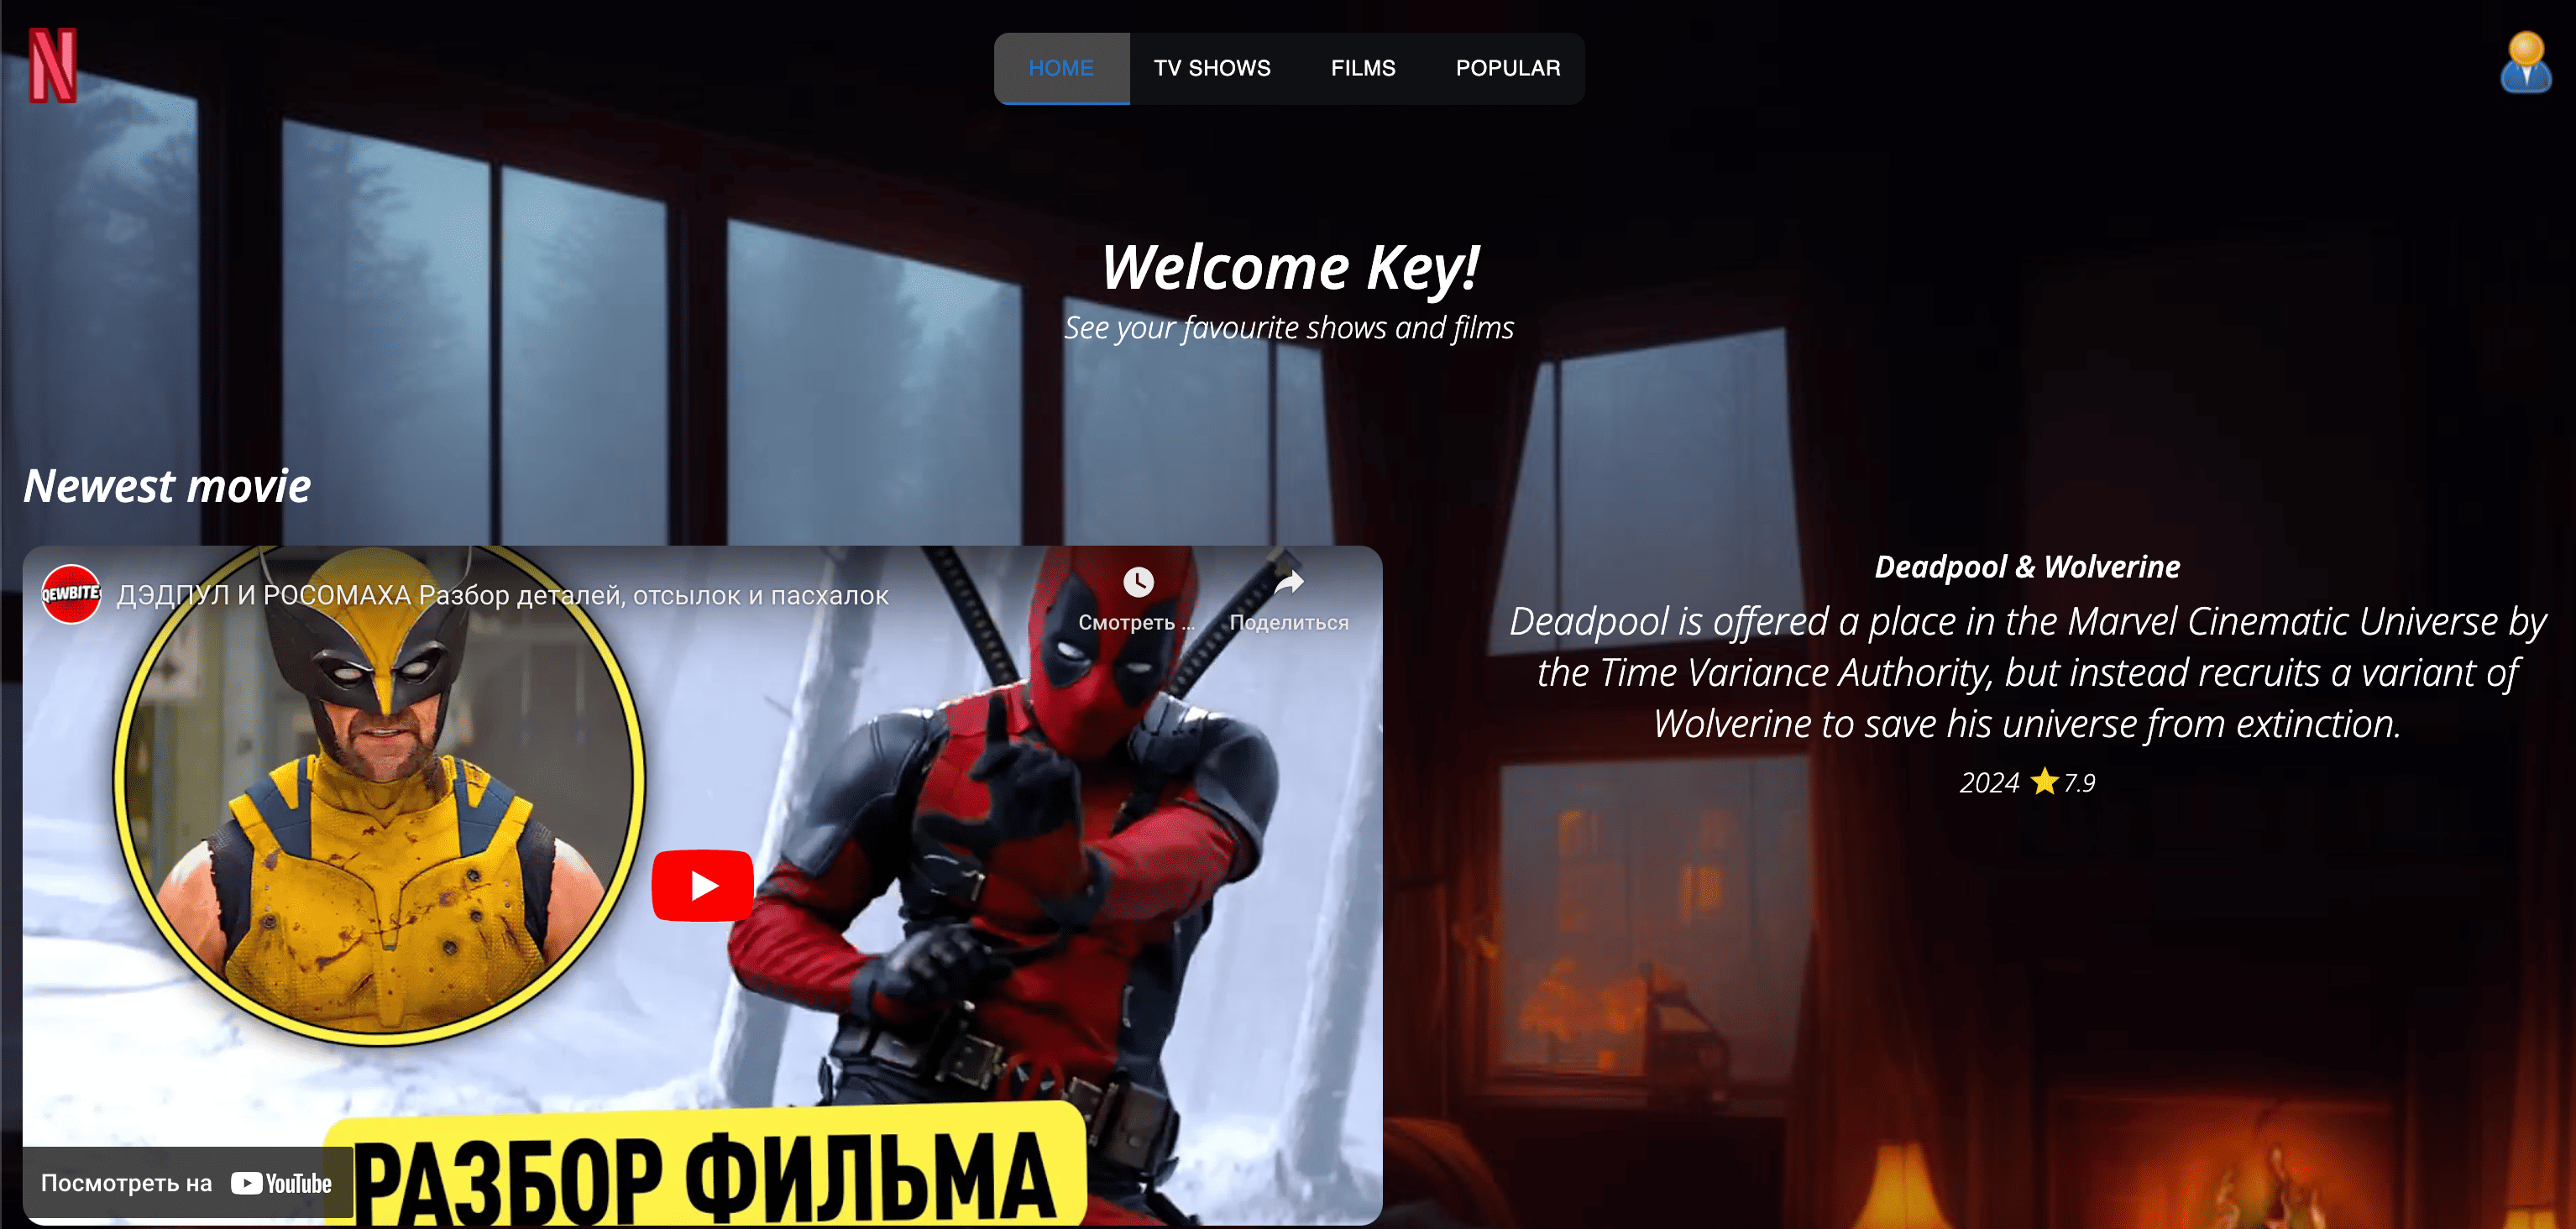 N
HOME TV SHOWS FILMS POPULAR
Welcome Key!
See your favourite shows and films
Newest movie
QEWBITE
ДЭДПУЛ И РОСОМАХА Разбор деталей, отсылок и пасхалок
Смотреть ...
Поделиться
РАЗБОР ФИЛЬМА
Посмотреть на YouTube
Deadpool & Wolverine
Deadpool is offered a place in the Marvel Cinematic Universe by
the Time Variance Authority, but instead recruits a variant of
Wolverine to save his universe from extinction.
2024 ⭐ 7.9